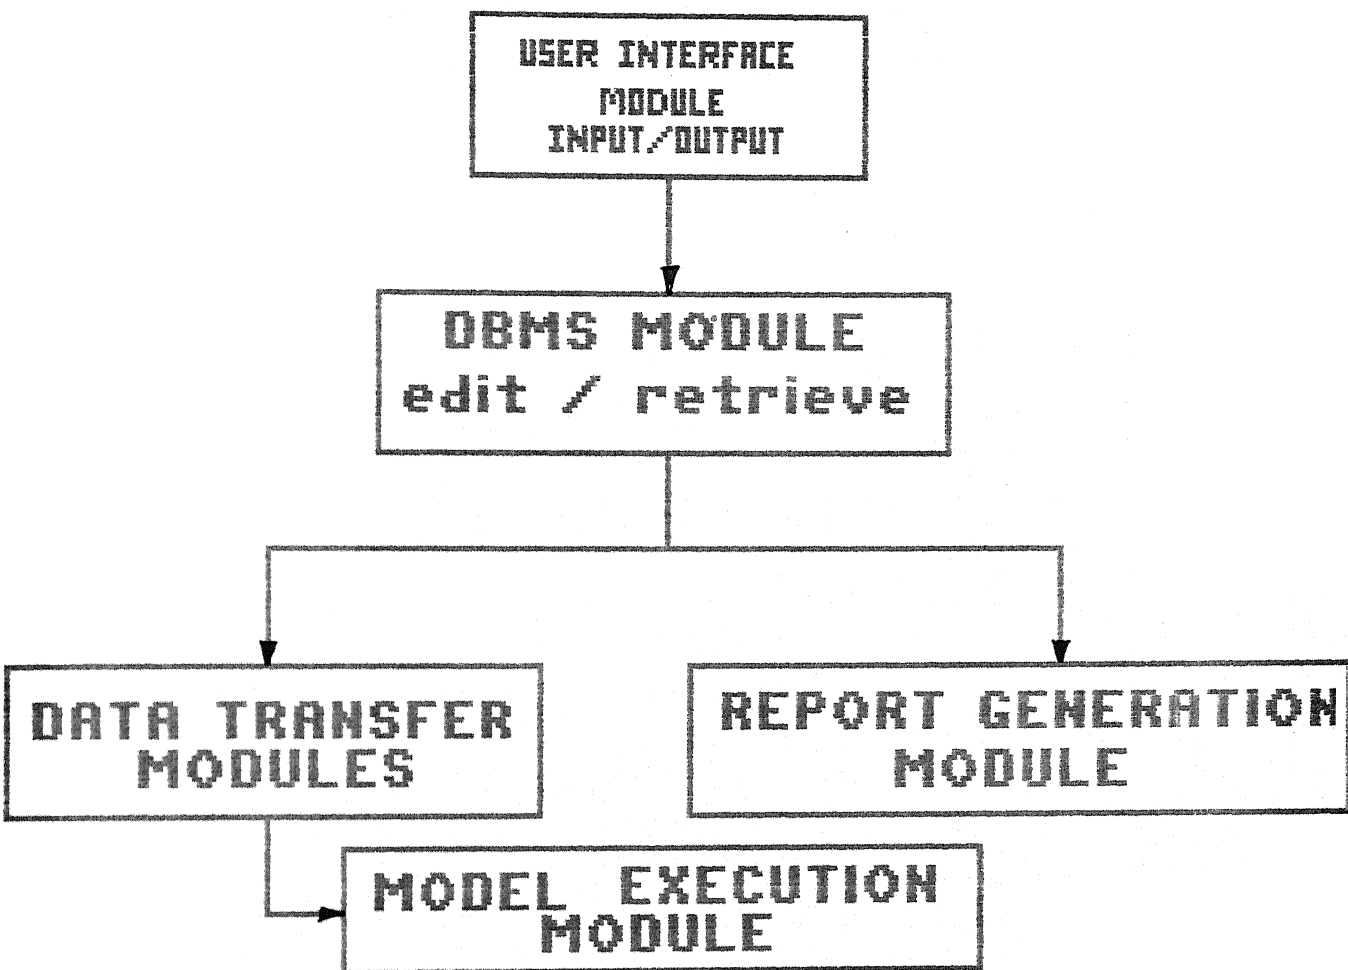 USER INTERFACE
MODULE
INPUT/OUTPUT
DBMS MODULE
edit / retrieve
DATA TRANSFER
MODULES
REPORT GENERATION
MODULE
MODEL EXECUTION
MODULE